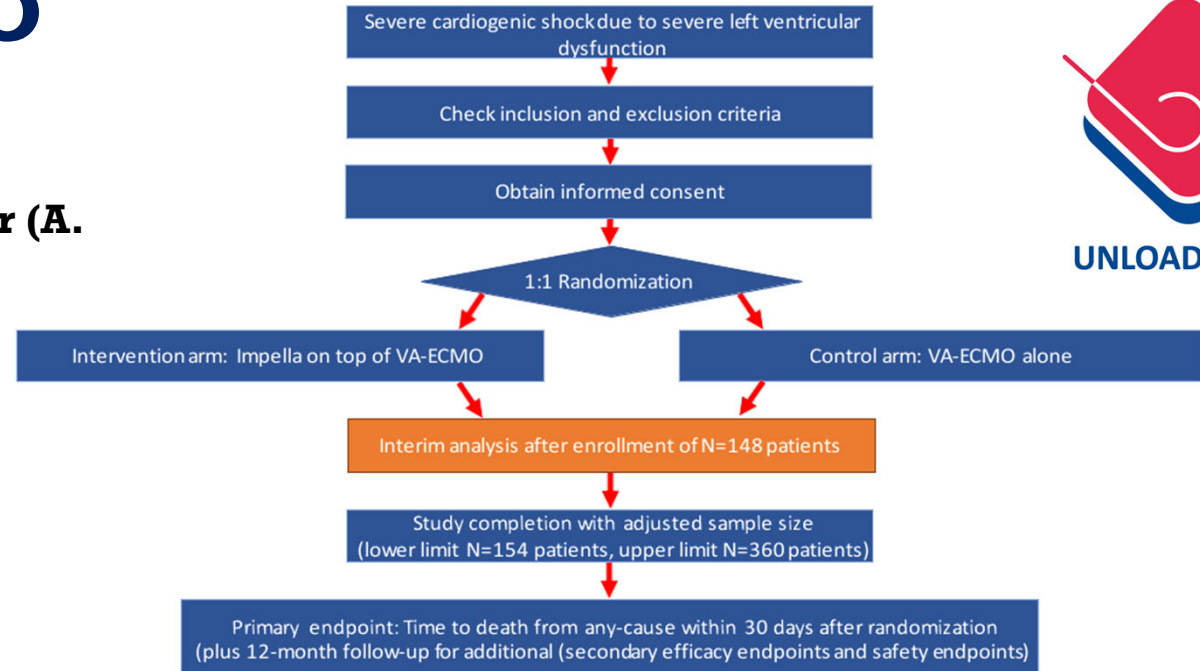 O
Severe cardiogenic shock due to severe left ventricular
dysfunction
Check inclusion and exclusion criteria
Obtain informed consent
r (A.
1:1 Randomization
UNLOAD
Intervention arm: Impella on top of VA-ECMO
Control arm: VA-ECMO alone
Interim analysis after enrollment of N=148 patients
Study completion with adjusted sample size
(lower limit N=154 patients, upper limit N=360 patients)
Primary endpoint: Time to death from any-cause within 30 days after randomization
(plus 12-month follow-up for additional (secondary efficacy endpoints and safety endpoints)